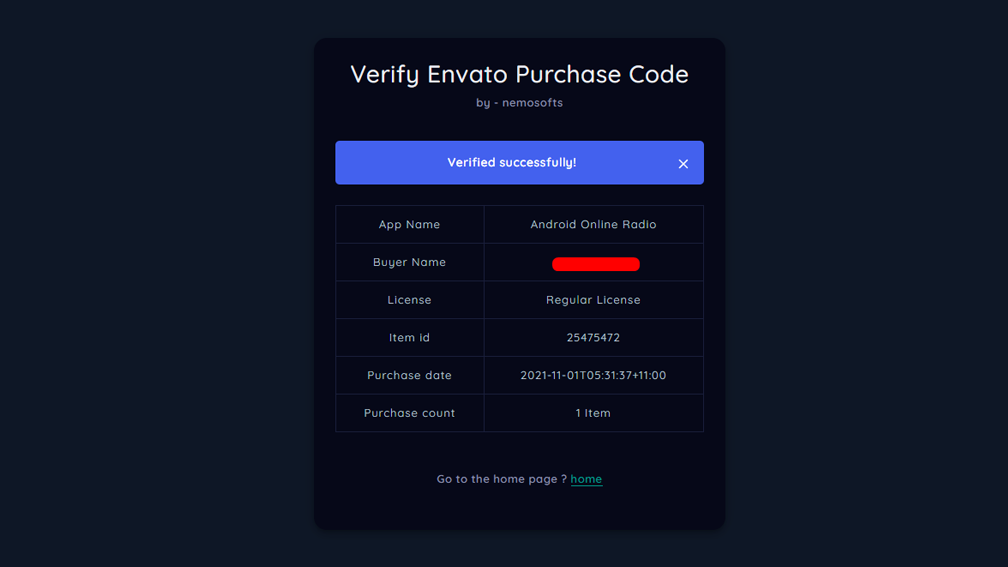 Verify Envato Purchase Code
by - nemosofts
Verified successfully!
App Name Android Online Radio
Buyer Name
License Regular License
Item id 25475472
Purchase date 2021-11-01T05:31:37+11:00
Purchase count 1 Item
Go to the home page ? home